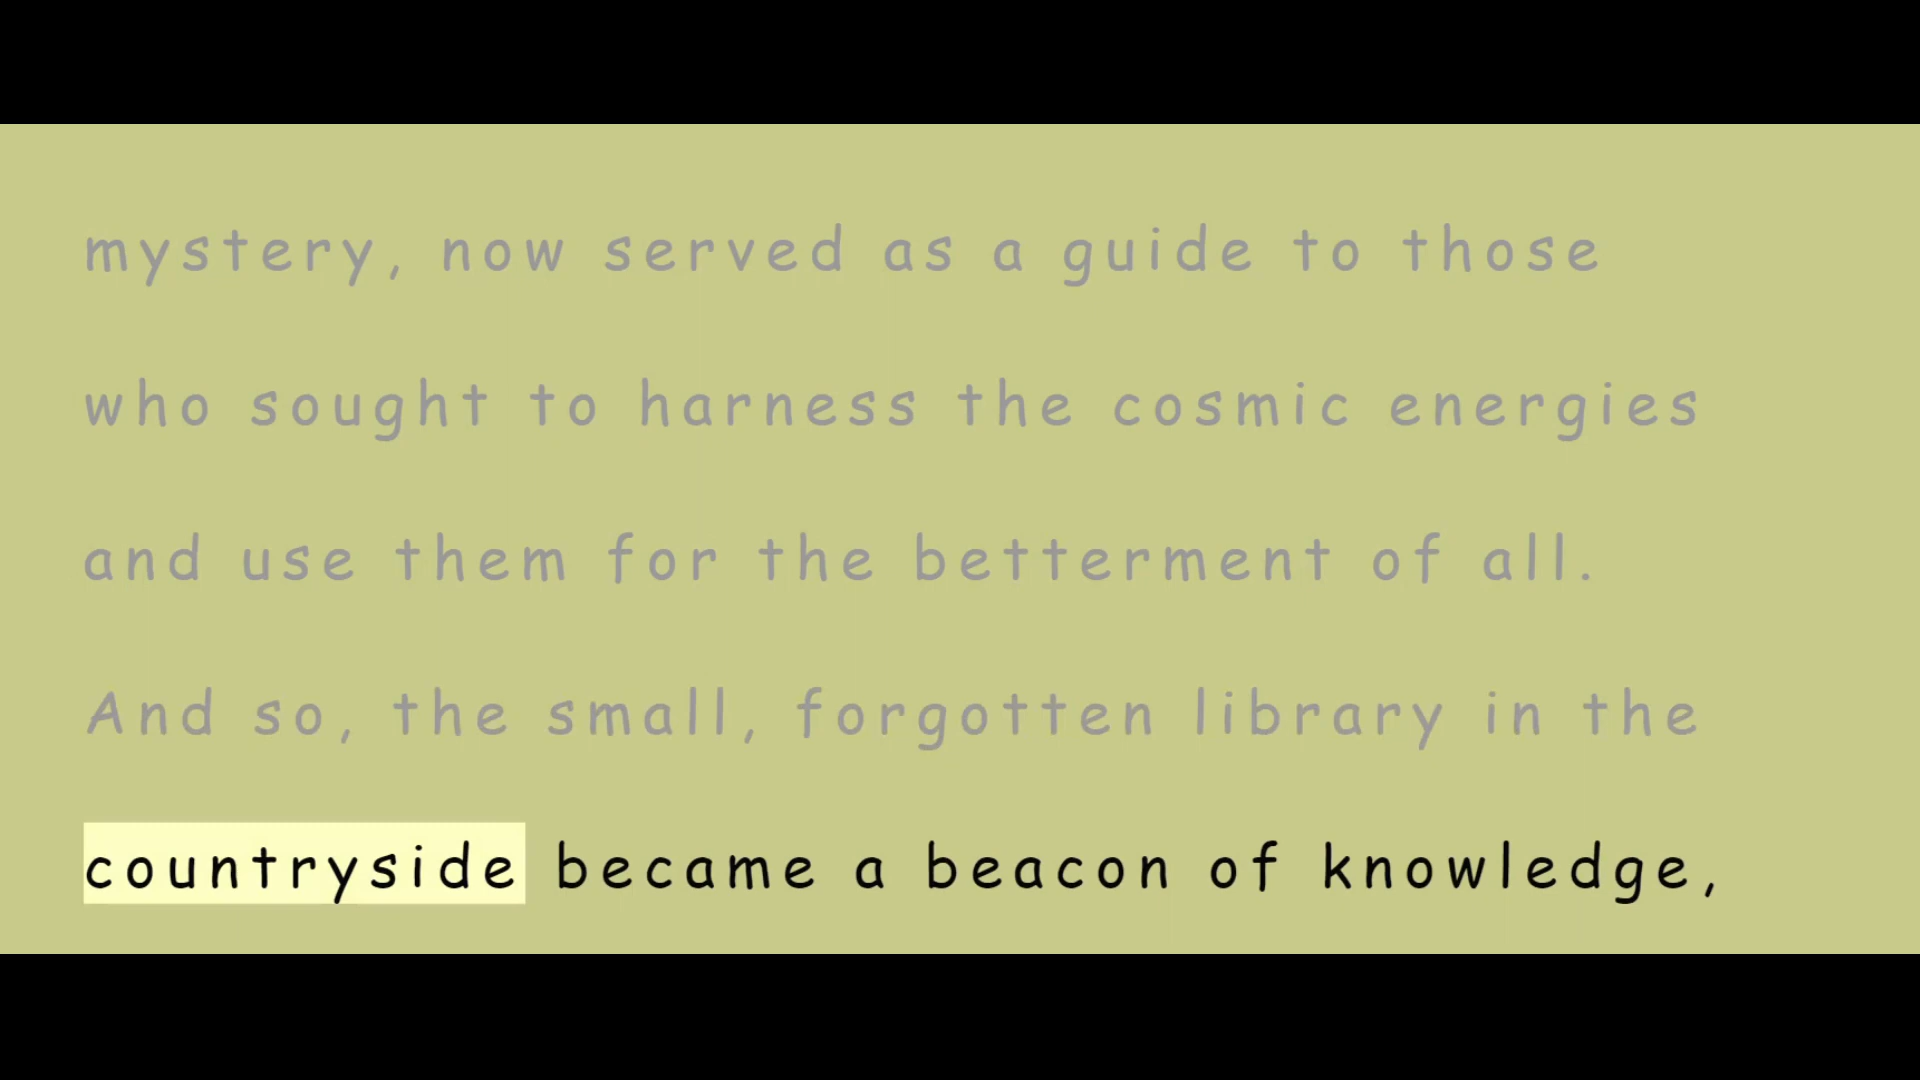 mystery, now served as a guide to those
who sought to harness the cosmic energies
and use them for the betterment of all.
And so, the small, forgotten library in the
countryside became a beacon of knowledge,